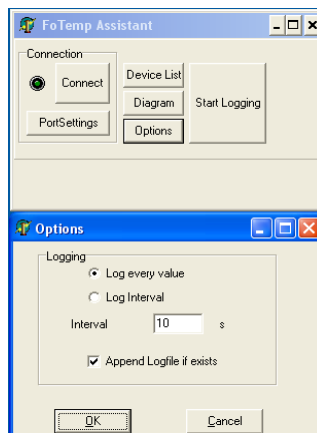 FoTemp Assistant
Connection
Connect
PortSettings
Device List
Diagram
Options
Start Logging
Options
Logging
Log every value
Log Interval
Interval 10 s
Append Logfile if exists
OK Cancel